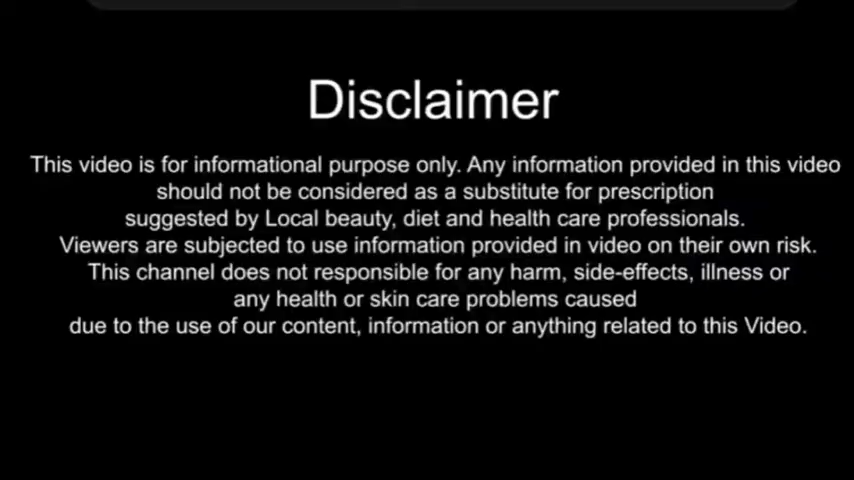 Disclaimer
This video is for informational purpose only. Any information provided in this video
should not be considered as a substitute for prescription
suggested by Local beauty, diet and health care professionals.
Viewers are subjected to use information provided in video on their own risk.
This channel does not responsible for any harm, side-effects, illness or
any health or skin care problems caused
due to the use of our content, information or anything related to this Video.